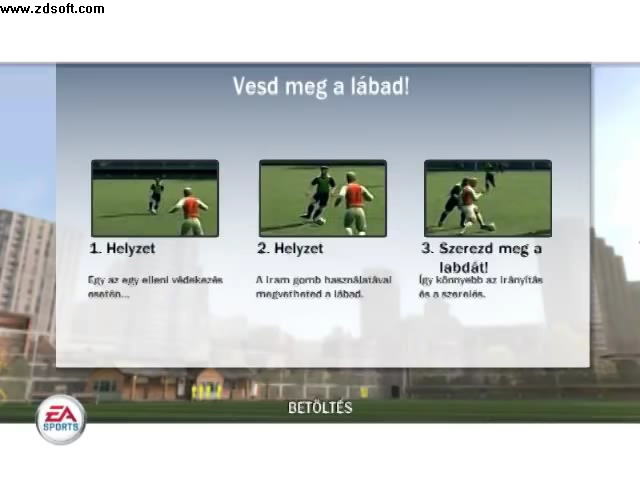 www.zdsoft.com
Vesd meg a lábad!
1. Helyzet
2. Helyzet
3. Szerezd meg a
labdát!
Egy az egy elleni védekezés
esetén...
A iram gomb használatával
megvetheted a lábad.
Így könnyebb az irányítás
és a szerelés.
EA
SPORTS
BETÖLTÉS